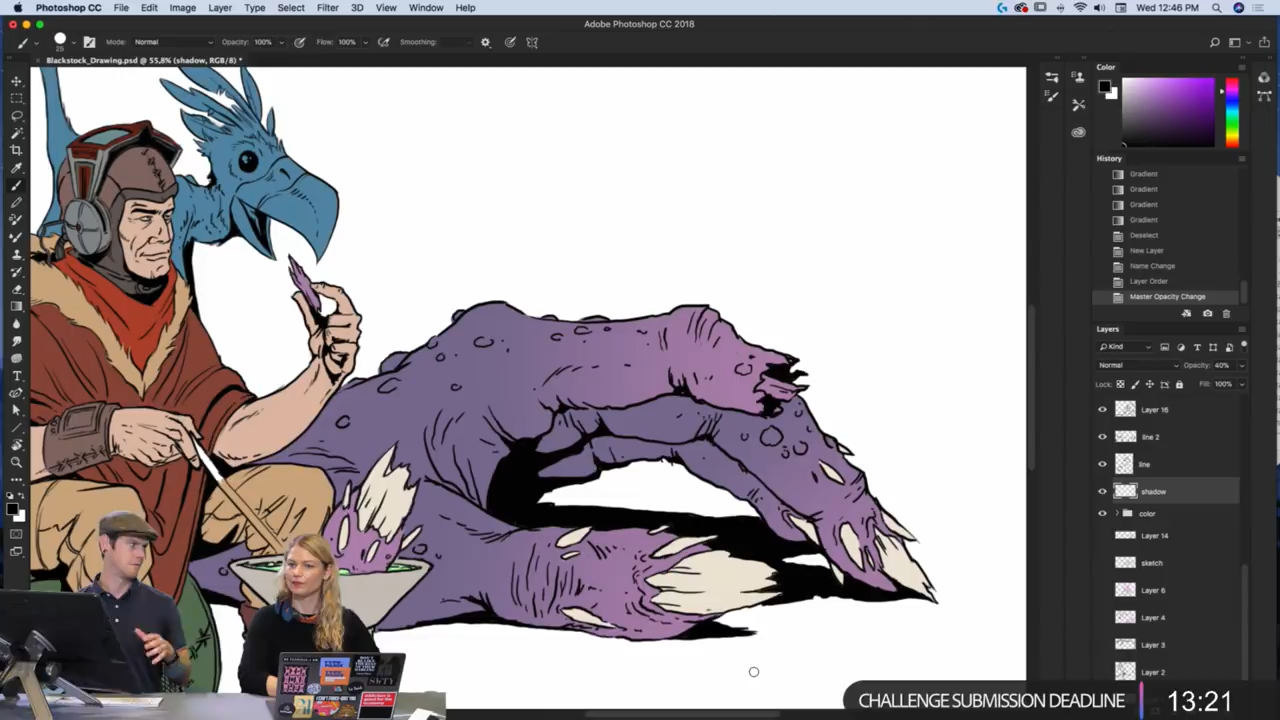 Photoshop CC File Edit Image Layer Type Select Filter 3D View Window Help Wed 12:46 PM
Adobe Photoshop CC 2018
25 Mode: Normal Opacity: 100% Flow: 100% Smoothing:
Blackstock_Drawing.psd @ 55,8% (shadow, RGB/8) *
Color
History
Gradient
Gradient
Gradient
Gradient
Deselect
New Layer
Name Change
Layer Order
Master Opacity Change
Layers
Kind
Normal Opacity: 40%
Lock: Fill: 100%
Layer 16
line 2
line
shadow
color
Layer 14
sketch
Layer 6
Layer 4
Layer 3
Layer 2
CHALLENGE SUBMISSION DEADLINE 13:21